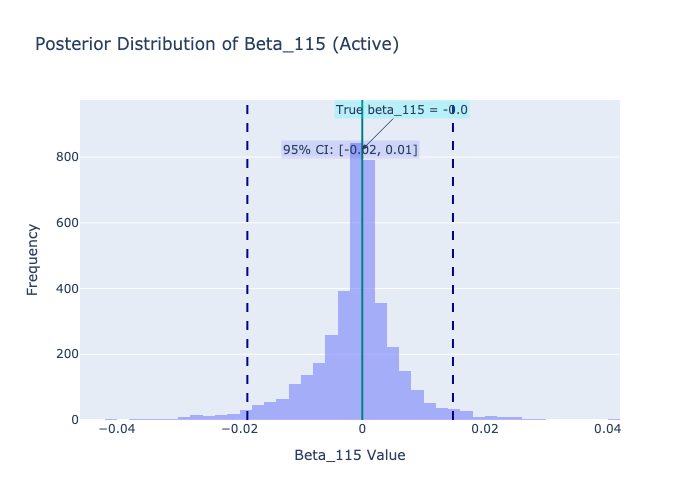 Posterior Distribution of Beta_115 (Active)
True beta_115 = -0.0
95% CI: [-0.02, 0.01]
800
600
400
200
0
Frequency
−0.04
−0.02
0
0.02
0.04
Beta_115 Value